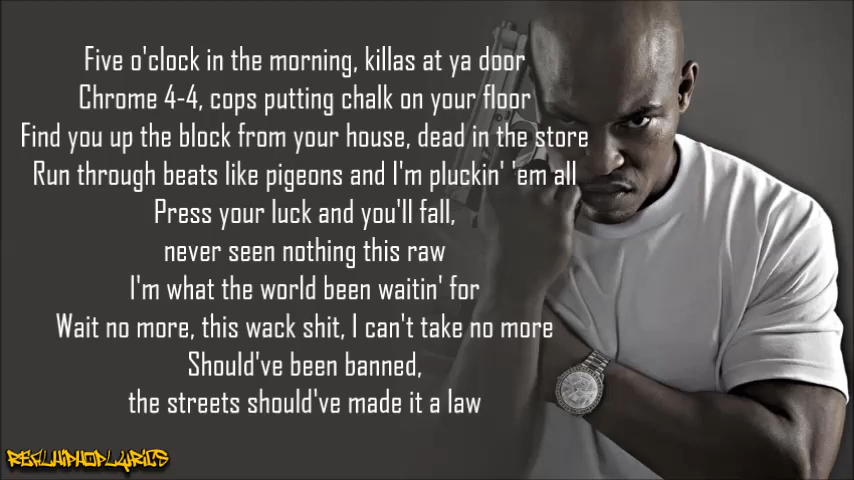 Five o'clock in the morning, killas at ya door
Chrome 4-4, cops putting chalk on your floor
Find you up the block from your house, dead in the store
Run through beats like pigeons and I'm pluckin' 'em all
Press your luck and you'll fall,
never seen nothing this raw
I'm what the world been waitin' for
Wait no more, this wack shit, I can't take no more
Should've been banned,
the streets should've made it a law
REALHIPHOPLYRICS